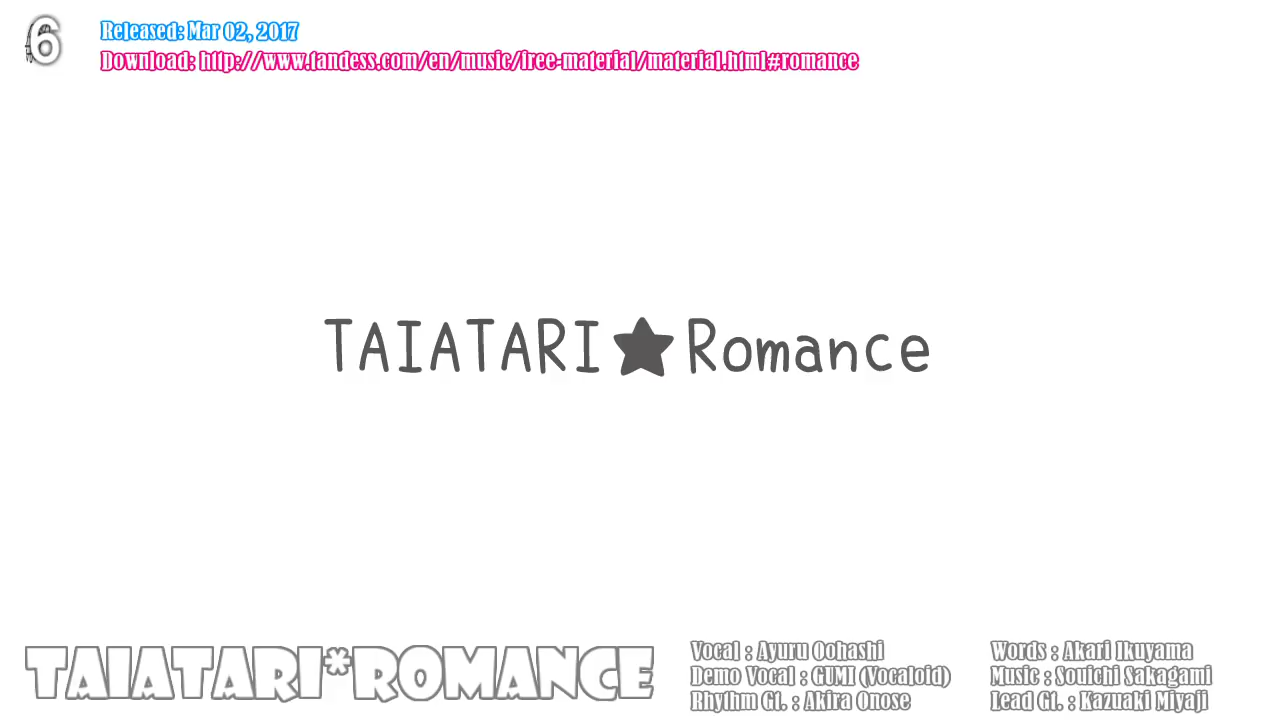 6
Released: Mar 02, 2017
Download: http://www.tandess.com/en/music/free-material/material.html#romance
TAIATARI★Romance
TAIATARI*ROMANCE
Vocal : Ayuru Oohashi
Demo Vocal : GUMI (Vocaloid)
Rhythm Gt. : Akira Onose
Words : Akari Ikuyama
Music : Souichi Sakagami
Lead Gt. : Kazuaki Miyaji